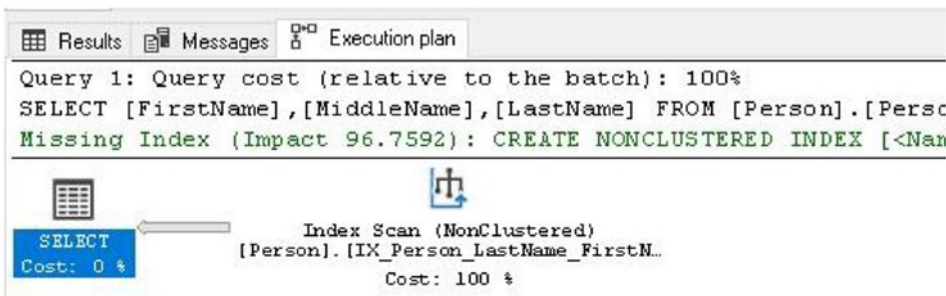 Results Messages Execution plan
Query 1: Query cost (relative to the batch): 100%
SELECT [FirstName],[MiddleName],[LastName] FROM [Person].[Perso
Missing Index (Impact 96.7592): CREATE NONCLUSTERED INDEX [<Nam
SELECT
Cost: 0 %
Index Scan (NonClustered)
[Person].[IX_Person_LastName_FirstN…
Cost: 100 %